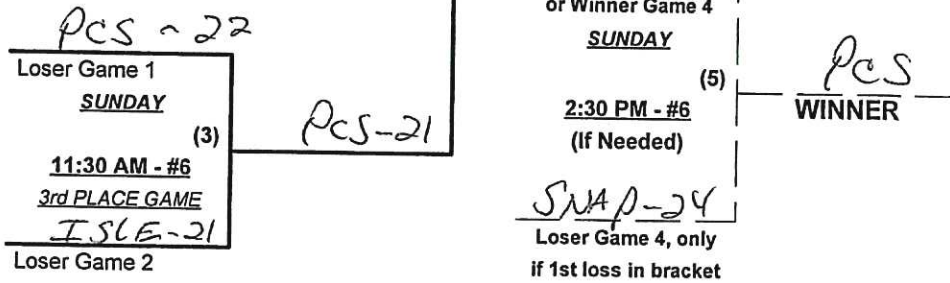 PCS - 22
Loser Game 1
SUNDAY
(3)
11:30 AM - #6
3rd PLACE GAME
ISLE-21
Loser Game 2
PCS-21
or Winner Game 4
SUNDAY
(5)
2:30 PM - #6
(If Needed)
SNAP-24
Loser Game 4, only
if 1st loss in bracket
PCS
WINNER